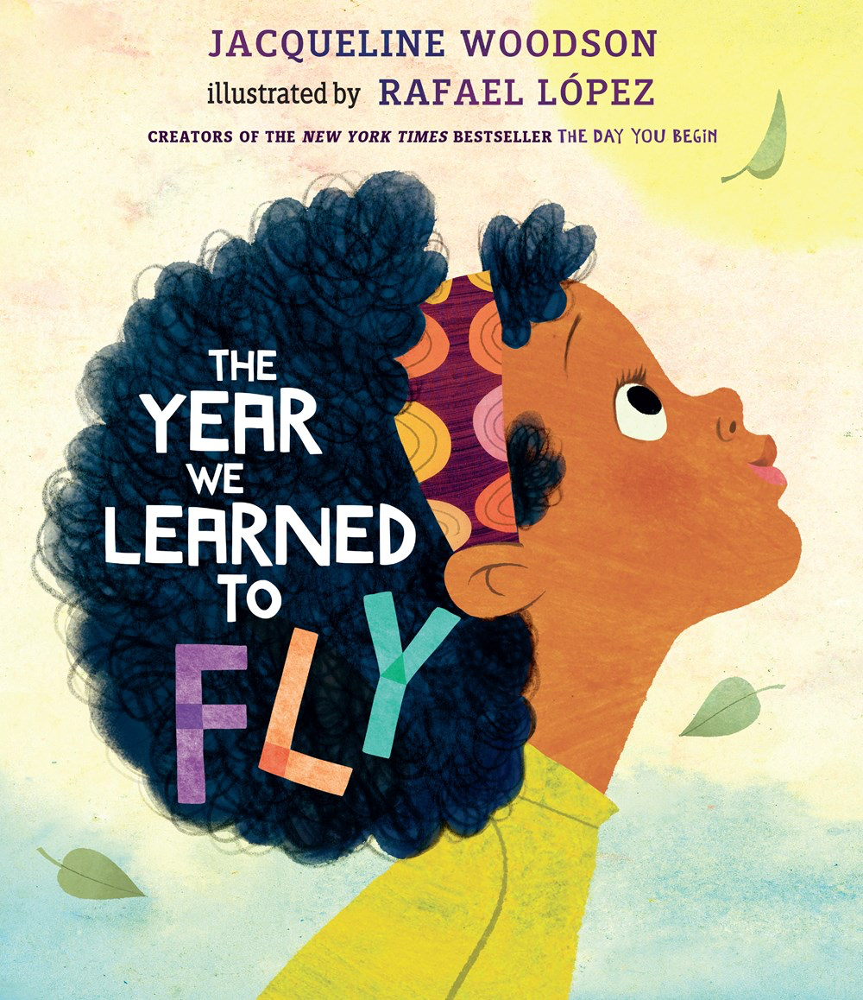 JACQUELINE WOODSON
illustrated by RAFAEL LÓPEZ
CREATORS OF THE NEW YORK TIMES BESTSELLER THE DAY YOU BEGIN
THE
YEAR
WE
LEARNED
TO
FLY